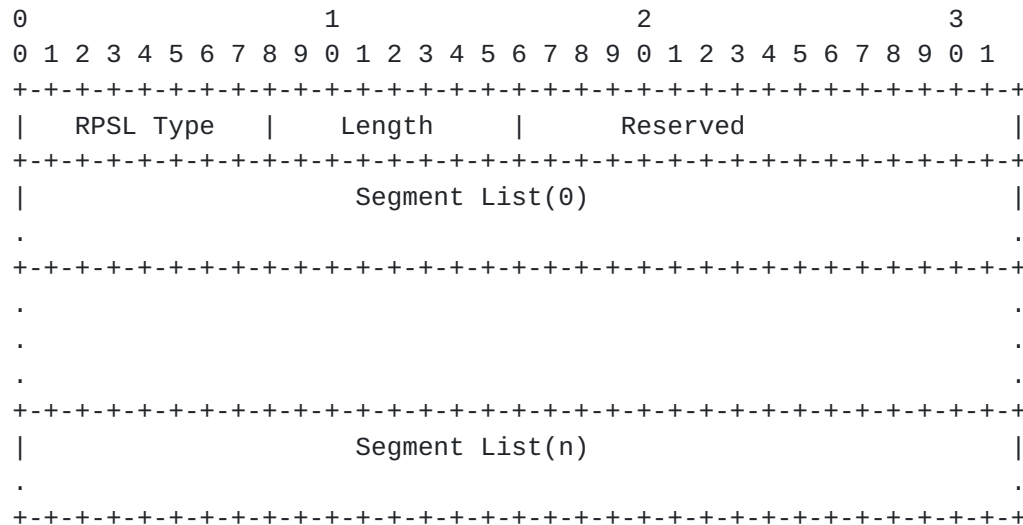 0                   1                   2                   3
0 1 2 3 4 5 6 7 8 9 0 1 2 3 4 5 6 7 8 9 0 1 2 3 4 5 6 7 8 9 0 1
+-+-+-+-+-+-+-+-+-+-+-+-+-+-+-+-+-+-+-+-+-+-+-+-+-+-+-+-+-+-+-+-+
|   RPSL Type   |    Length     |      Reserved                 |
+-+-+-+-+-+-+-+-+-+-+-+-+-+-+-+-+-+-+-+-+-+-+-+-+-+-+-+-+-+-+-+-+
|                     Segment List(0)                           |
.                                                               .
+-+-+-+-+-+-+-+-+-+-+-+-+-+-+-+-+-+-+-+-+-+-+-+-+-+-+-+-+-+-+-+-+
.                                                               .
.                                                               .
.                                                               .
+-+-+-+-+-+-+-+-+-+-+-+-+-+-+-+-+-+-+-+-+-+-+-+-+-+-+-+-+-+-+-+-+
|                     Segment List(n)                           |
.                                                               .
+-+-+-+-+-+-+-+-+-+-+-+-+-+-+-+-+-+-+-+-+-+-+-+-+-+-+-+-+-+-+-+-+